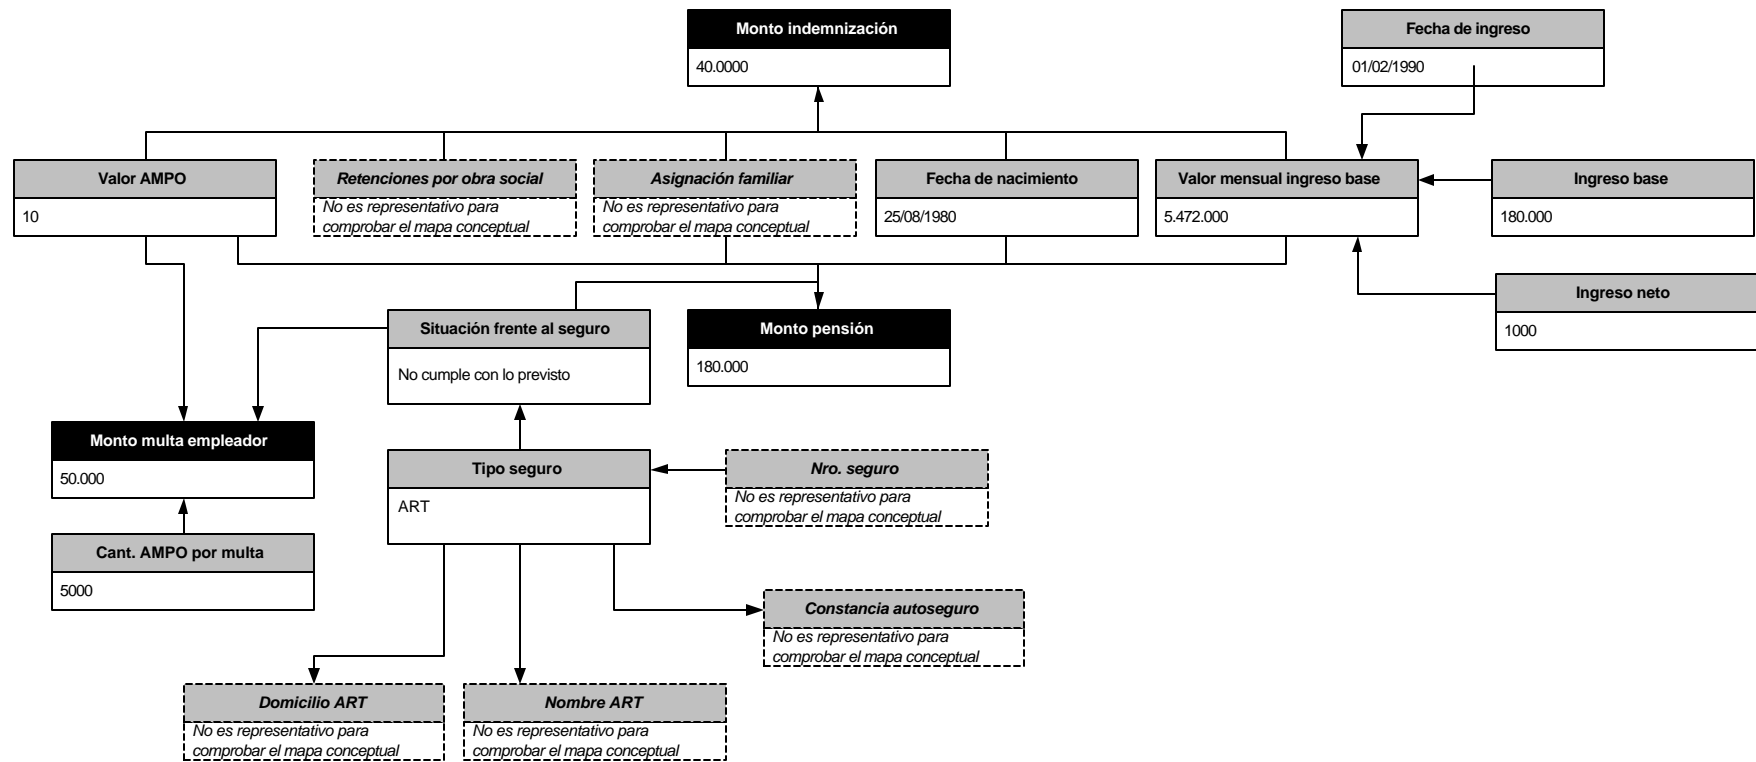 Monto indemnización
40.0000
Fecha de ingreso
01/02/1990
Valor AMPO
10
Retenciones por obra social
No es representativo para
comprobar el mapa conceptual
Asignación familiar
No es representativo para
comprobar el mapa conceptual
Fecha de nacimiento
25/08/1980
Valor mensual ingreso base
5.472.000
Ingreso base
180.000
Ingreso neto
1000
Situación frente al seguro
No cumple con lo previsto
Monto pensión
180.000
Monto multa empleador
50.000
Tipo seguro
ART
Nro. seguro
No es representativo para
comprobar el mapa conceptual
Cant. AMPO por multa
5000
Constancia autoseguro
No es representativo para
comprobar el mapa conceptual
Domicilio ART
No es representativo para
comprobar el mapa conceptual
Nombre ART
No es representativo para
comprobar el mapa conceptual